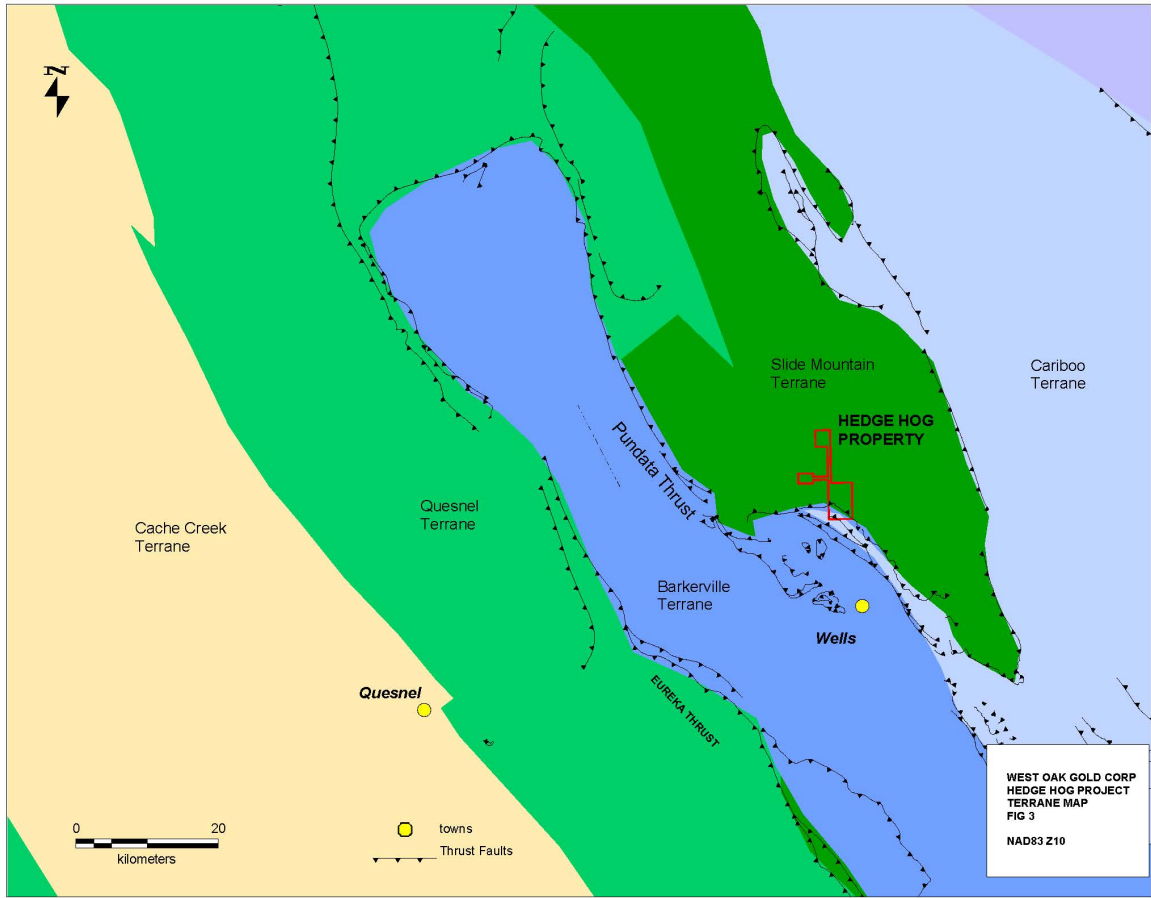 N
Slide Mountain
Terrane
Cariboo
Terrane
HEDGE HOG
PROPERTY
Pundata Thrust
Quesnel
Terrane
Cache Creek
Terrane
Barkerville
Terrane
Wells
EUREKA THRUST
Quesnel
0 20
kilometers
towns
Thrust Faults
WEST OAK GOLD CORP
HEDGE HOG PROJECT
TERRANE MAP
FIG 3
NAD83 Z10